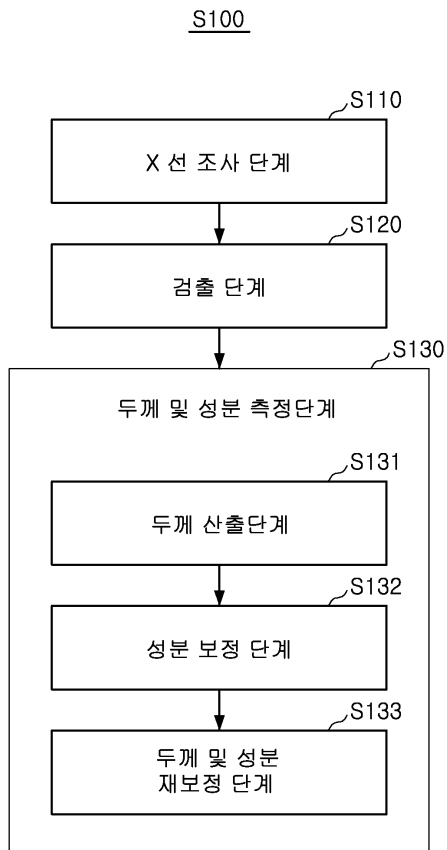 S100
S110
X 선 조사 단계
S120
검출 단계
S130
두께 및 성분 측정단계
S131
두께 산출단계
S132
성분 보정 단계
S133
두께 및 성분
재보정 단계